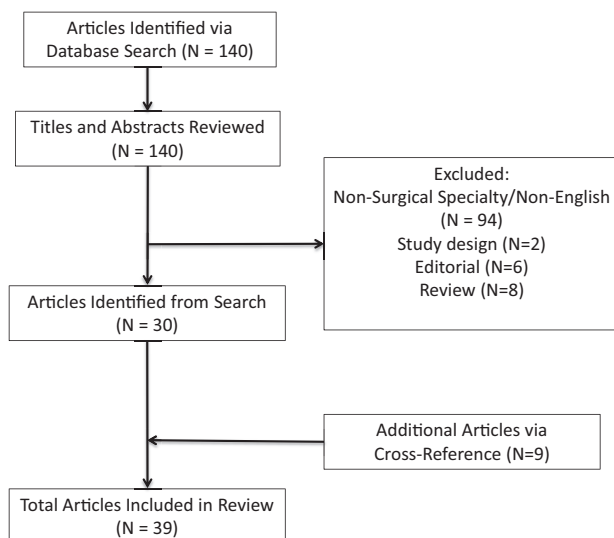 Articles Identified via
Database Search (N = 140)
Titles and Abstracts Reviewed
(N = 140)
Excluded:
Non-Surgical Specialty/Non-English
(N = 94)
Study design (N=2)
Editorial (N=6)
Review (N=8)
Articles Identified from Search
(N = 30)
Additional Articles via
Cross-Reference (N=9)
Total Articles Included in Review
(N = 39)